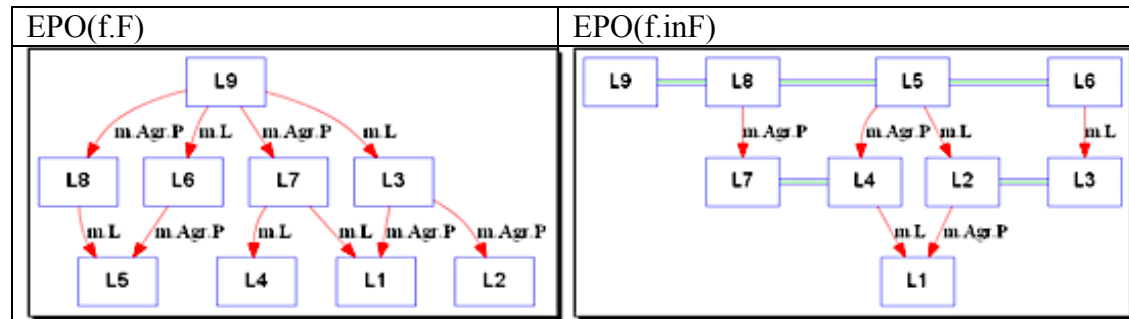 EPO(f.F) EPO(f.inF)
L9
m.Agr.P m.L m.Agr.P m.L
L8 L6 L7 L3
m.L m.Agr.P m.L m.L m.Agr.P m.Agr.P
L5 L4 L1 L2
L9 L8 L5 L6
m.Agr.P m.Agr.P m.L m.L
L7 L4 L2 L3
m.L m.Agr.P
L1